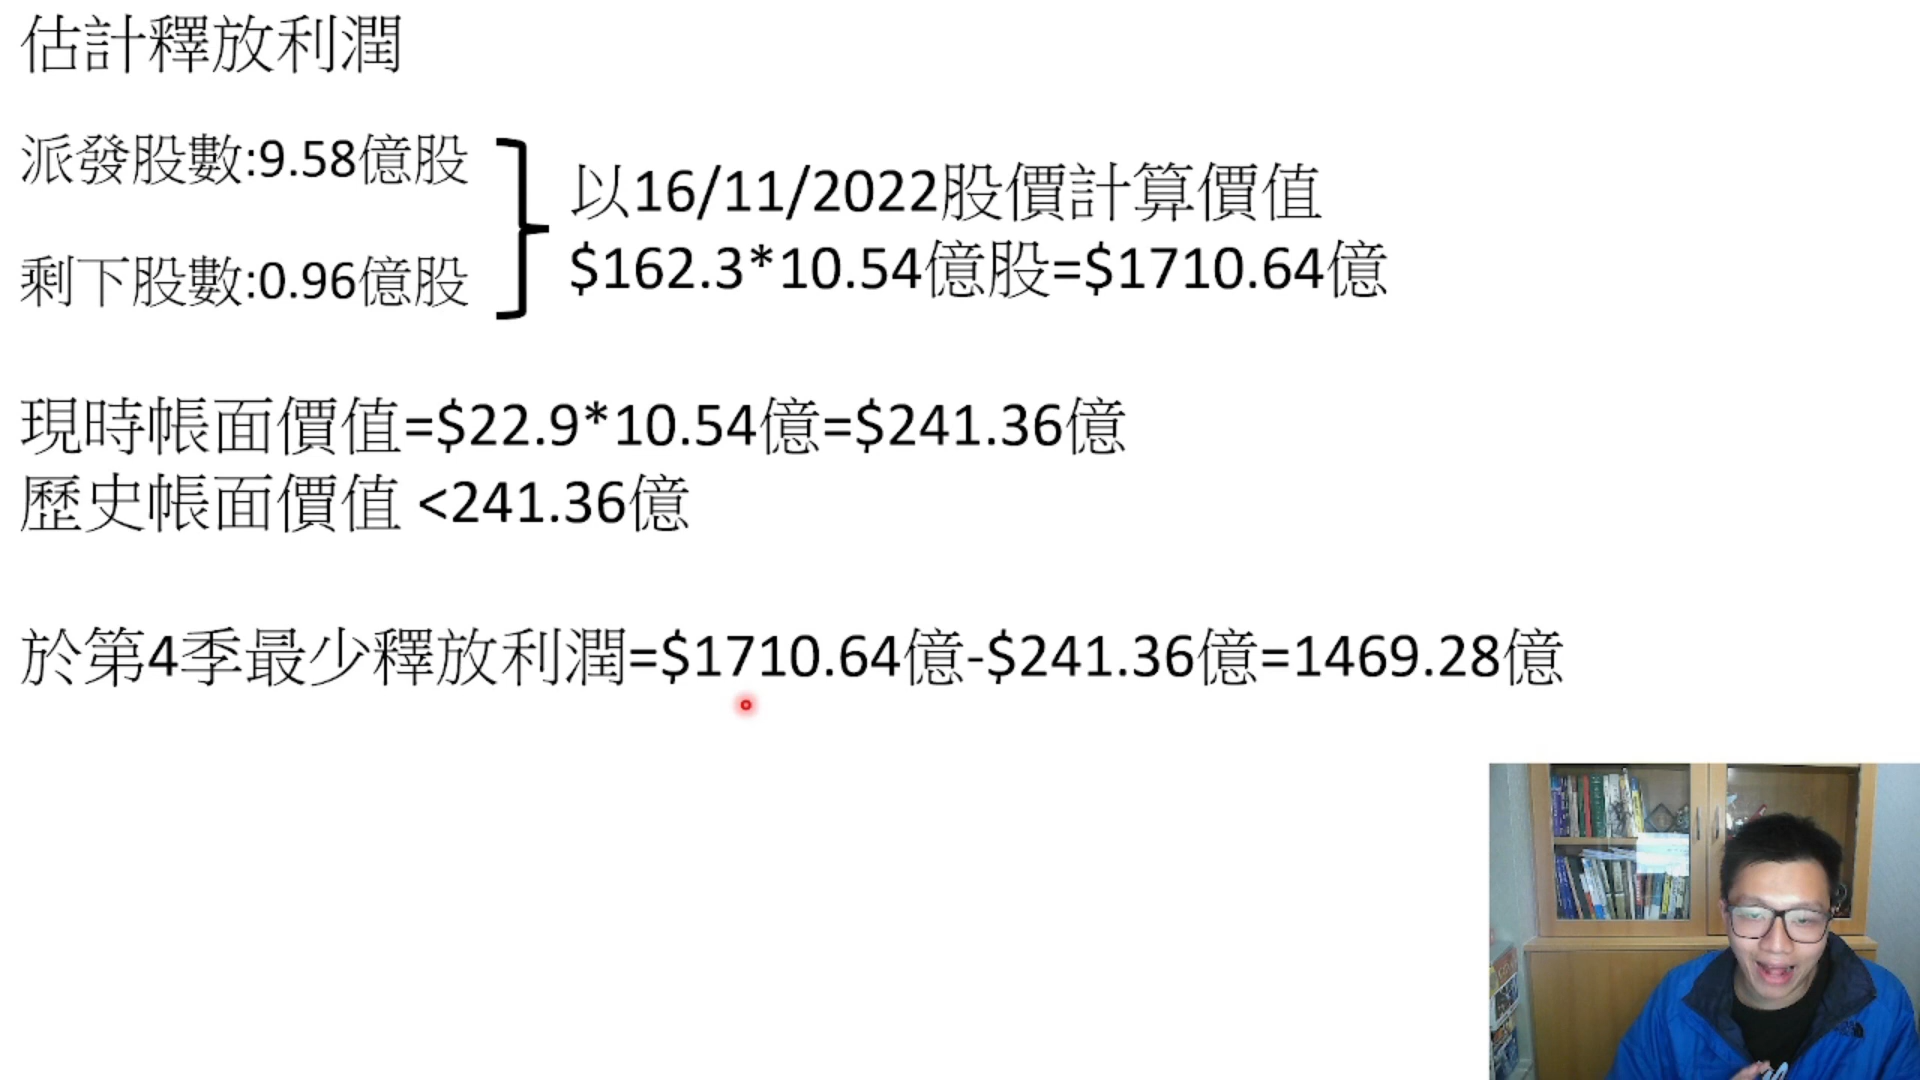 估計釋放利潤
派發股數:9.58億股
剩下股數:0.96億股
以16/11/2022股價計算價值
$162.3*10.54億股=$1710.64億
現時帳面價值=$22.9*10.54億=$241.36億
歷史帳面價值 <241.36億
於第4季最少釋放利潤=$1710.64億-$241.36億=1469.28億